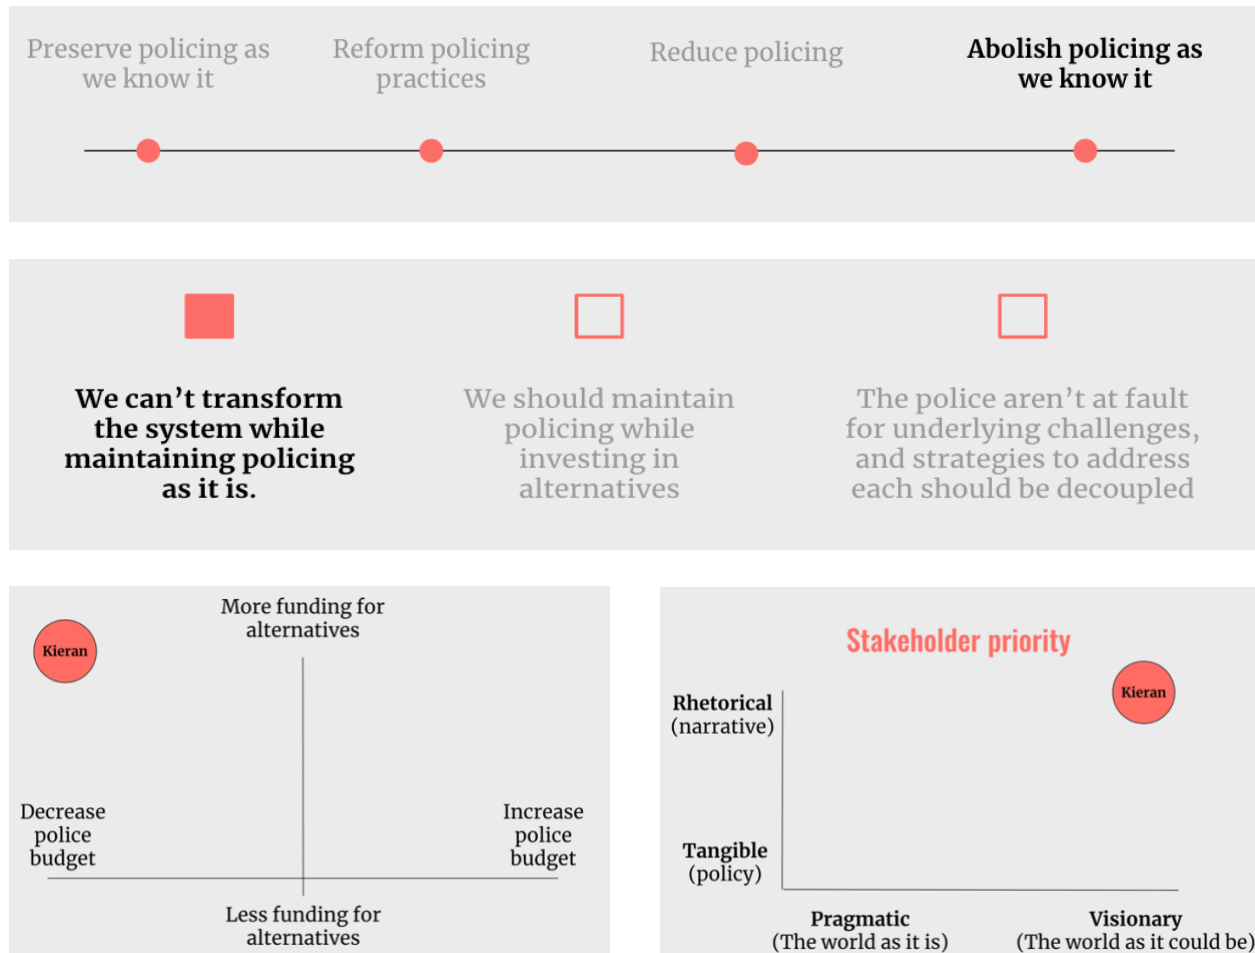 Preserve policing as
we know it
Reform policing
practices
Reduce policing
Abolish policing as
we know it
We can’t transform
the system while
maintaining policing
as it is.
We should maintain
policing while
investing in
alternatives
The police aren’t at fault
for underlying challenges,
and strategies to address
each should be decoupled
More funding for
alternatives
Kieran
Decrease
police
budget
Increase
police
budget
Less funding for
alternatives
Stakeholder priority
Kieran
Rhetorical
(narrative)
Tangible
(policy)
Pragmatic
(The world as it is)
Visionary
(The world as it could be)